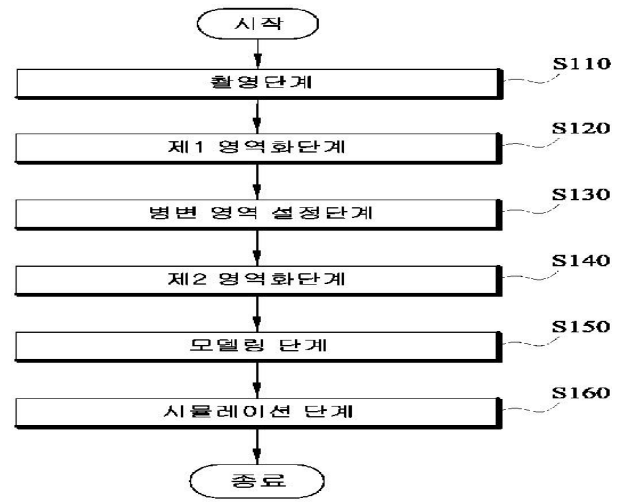 시작
S110
촬영단계
S120
제1 영역화단계
S130
병변 영역 설정단계
S140
제2 영역화단계
S150
모델링 단계
S160
시뮬레이션 단계
종료